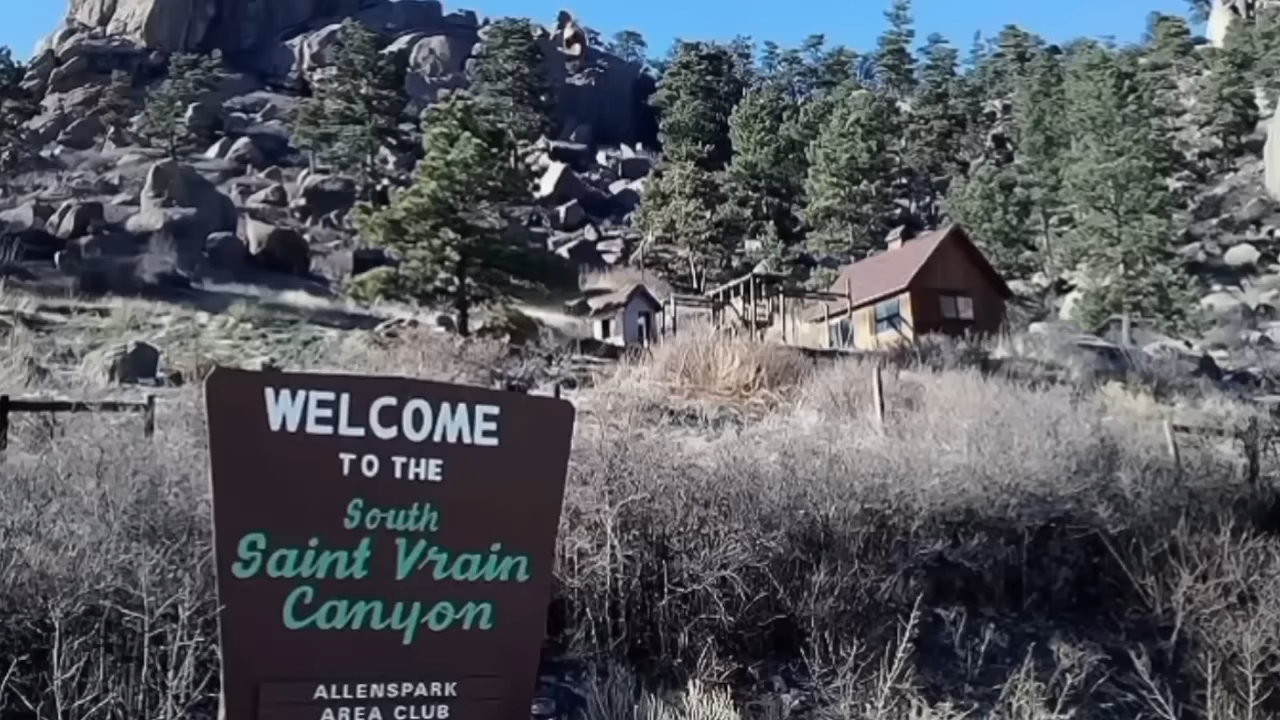 WELCOME
TO THE
South
Saint Vrain
Canyon
ALLENSPARK
AREA CLUB